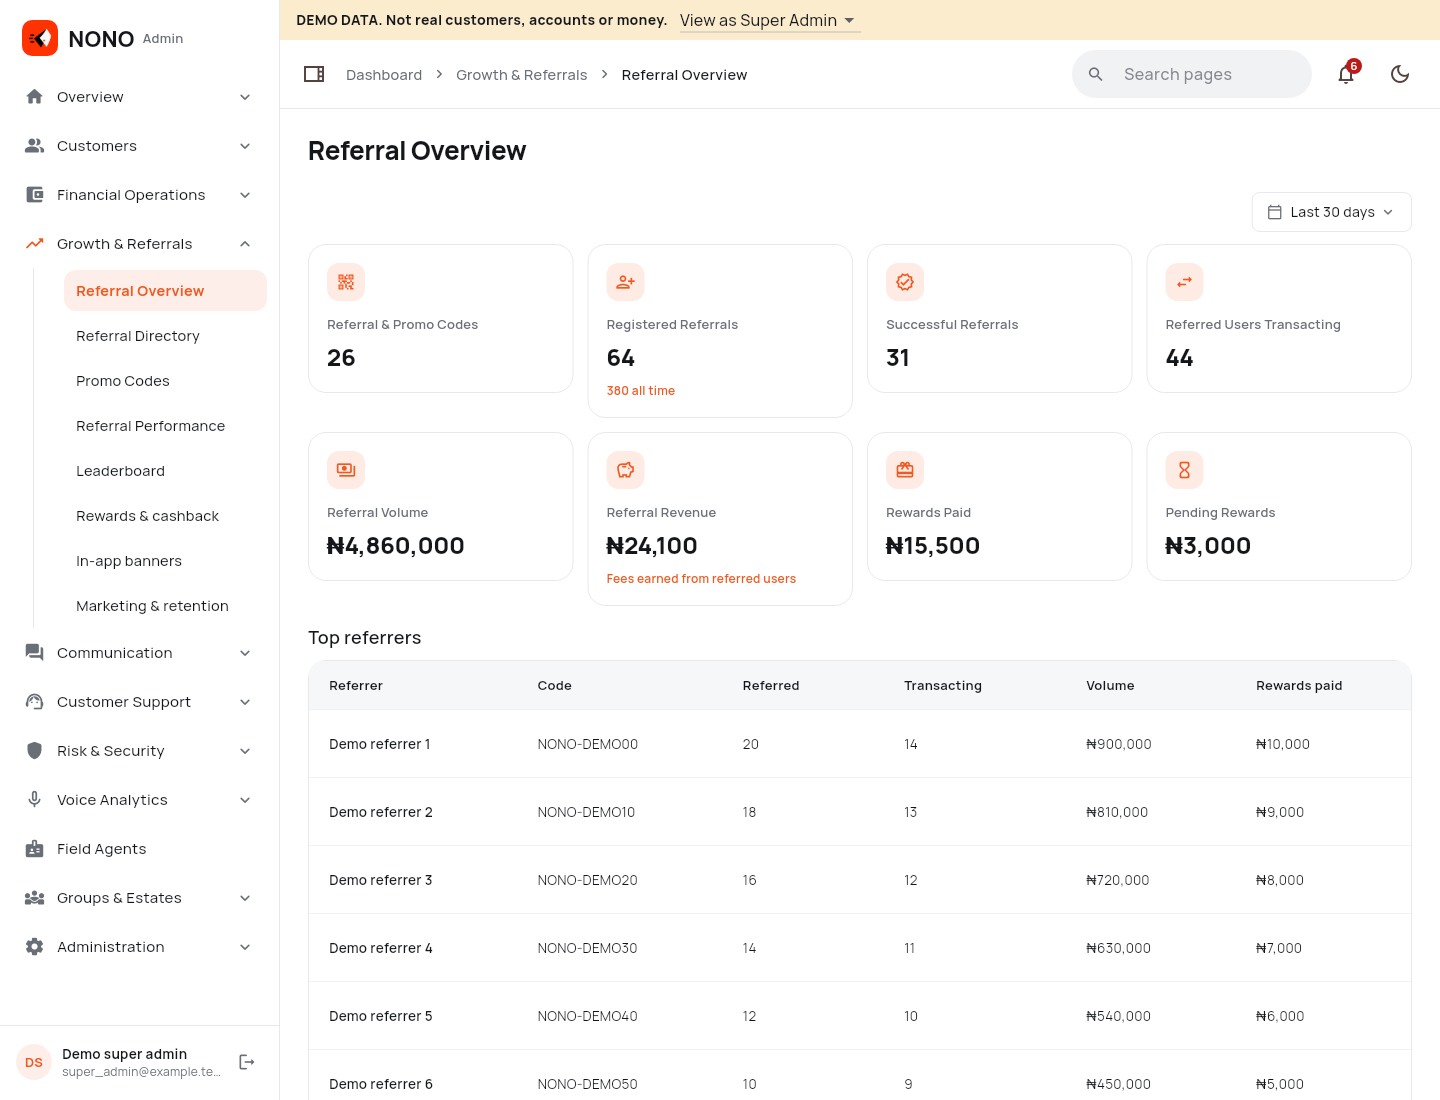 DEMO DATA. Not real customers, accounts or money.
View as Super Admin
NONO Admin
Dashboard > Growth & Referrals > Referral Overview
Search pages
6
Overview
Customers
Financial Operations
Growth & Referrals
Referral Overview
Referral Directory
Promo Codes
Referral Performance
Leaderboard
Rewards & cashback
In-app banners
Marketing & retention
Communication
Customer Support
Risk & Security
Voice Analytics
Field Agents
Groups & Estates
Administration
DS
Demo super admin
super_admin@example.te...
Referral Overview
Last 30 days
Referral & Promo Codes
26
Registered Referrals
64
380 all time
Successful Referrals
31
Referred Users Transacting
44
Referral Volume
₦4,860,000
Referral Revenue
₦24,100
Fees earned from referred users
Rewards Paid
₦15,500
Pending Rewards
₦3,000
Top referrers
Referrer Code Referred Transacting Volume Rewards paid
Demo referrer 1 NONO-DEMO00 20 14 ₦900,000 ₦10,000
Demo referrer 2 NONO-DEMO10 18 13 ₦810,000 ₦9,000
Demo referrer 3 NONO-DEMO20 16 12 ₦720,000 ₦8,000
Demo referrer 4 NONO-DEMO30 14 11 ₦630,000 ₦7,000
Demo referrer 5 NONO-DEMO40 12 10 ₦540,000 ₦6,000
Demo referrer 6 NONO-DEMO50 10 9 ₦450,000 ₦5,000